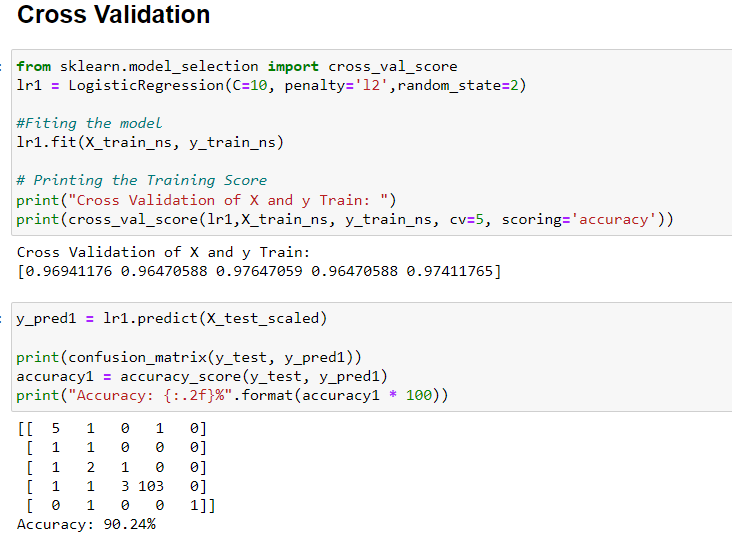 Cross Validation
from sklearn.model_selection import cross_val_score
lr1 = LogisticRegression(C=10, penalty='l2',random_state=2)
#Fiting the model
lr1.fit(X_train_ns, y_train_ns)
# Printing the Training Score
print("Cross Validation of X and y Train: ")
print(cross_val_score(lr1,X_train_ns, y_train_ns, cv=5, scoring='accuracy'))
Cross Validation of X and y Train:
[0.96941176 0.96470588 0.97647059 0.96470588 0.97411765]
y_pred1 = lr1.predict(X_test_scaled)
print(confusion_matrix(y_test, y_pred1))
accuracy1 = accuracy_score(y_test, y_pred1)
print("Accuracy: {:.2f}%".format(accuracy1 * 100))
[[  5   1   0   1   0]
 [  1   1   0   0   0]
 [  1   2   1   0   0]
 [  1   1   3 103   0]
 [  0   1   0   0   1]]
Accuracy: 90.24%